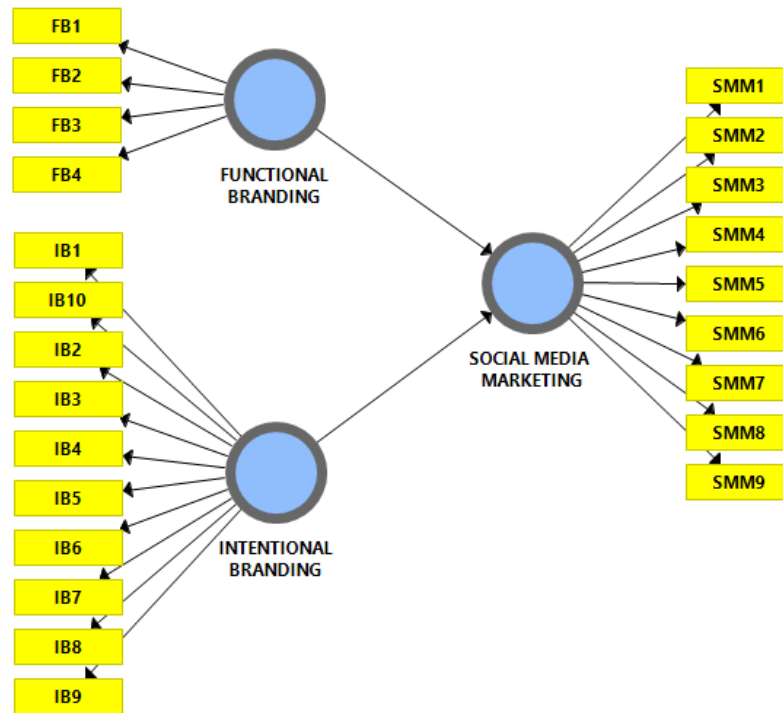 FB1
FB2
FB3
FB4
FUNCTIONAL
BRANDING
IB1
IB10
IB2
IB3
IB4
IB5
IB6
IB7
IB8
IB9
INTENTIONAL
BRANDING
SOCIAL MEDIA
MARKETING
SMM1
SMM2
SMM3
SMM4
SMM5
SMM6
SMM7
SMM8
SMM9